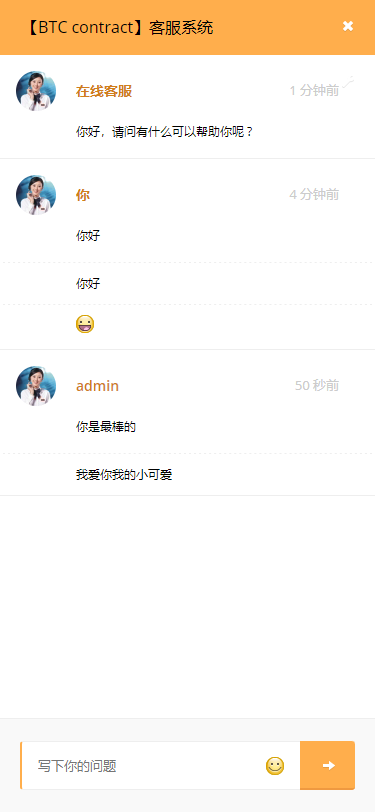 【BTC contract】客服系统
在线客服 1 分钟前
你好，请问有什么可以帮助你呢？
你 4 分钟前
你好
你好
admin 50 秒前
你是最棒的
我爱你我的小可爱
写下你的问题